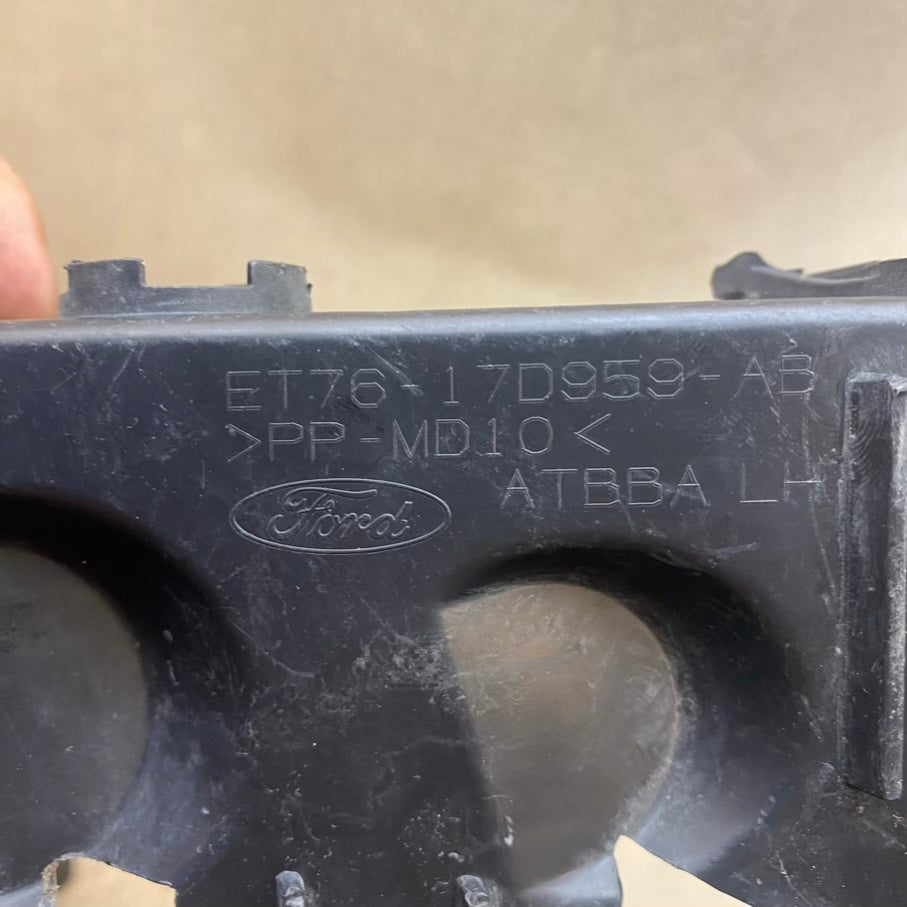 ET76-17D959-AB
>PP-MD10<
ATBBA LH
Ford